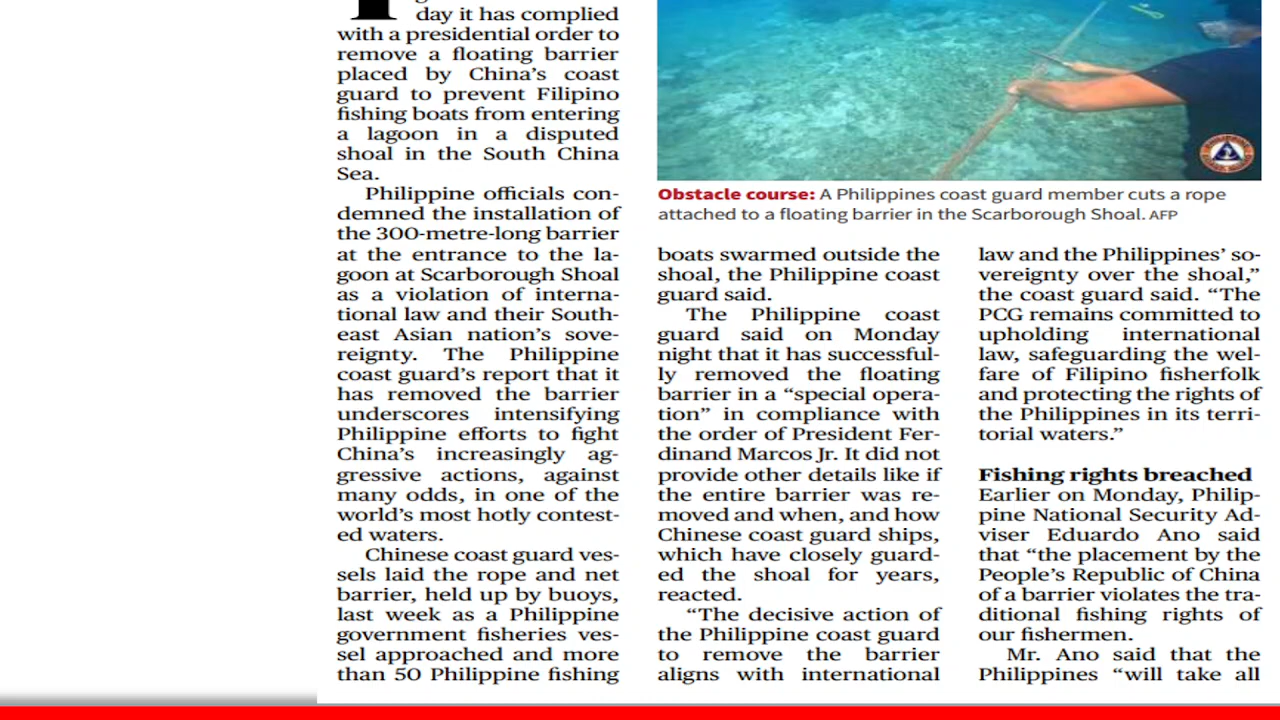 day it has complied
with a presidential order to
remove a floating barrier
placed by China's coast
guard to prevent Filipino
fishing boats from entering
a lagoon in a disputed
shoal in the South China
Sea.
Philippine officials con-
demned the installation of
the 300-metre-long barrier
at the entrance to the la-
goon at Scarborough Shoal
as a violation of interna-
tional law and their South-
east Asian nation's sove-
reignty. The Philippine
coast guard's report that it
has removed the barrier
underscores intensifying
Philippine efforts to fight
China's increasingly ag-
gressive actions, against
many odds, in one of the
world's most hotly contest-
ed waters.
Chinese coast guard ves-
sels laid the rope and net
barrier, held up by buoys,
last week as a Philippine
government fisheries ves-
sel approached and more
than 50 Philippine fishing
Obstacle course: A Philippines coast guard member cuts a rope
attached to a floating barrier in the Scarborough Shoal. AFP
boats swarmed outside the
shoal, the Philippine coast
guard said.
The Philippine coast
guard said on Monday
night that it has successful-
ly removed the floating
barrier in a “special opera-
tion” in compliance with
the order of President Fer-
dinand Marcos Jr. It did not
provide other details like if
the entire barrier was re-
moved and when, and how
Chinese coast guard ships,
which have closely guard-
ed the shoal for years,
reacted.
“The decisive action of
the Philippine coast guard
to remove the barrier
aligns with international
law and the Philippines' so-
vereignty over the shoal,”
the coast guard said. “The
PCG remains committed to
upholding international
law, safeguarding the wel-
fare of Filipino fisherfolk
and protecting the rights of
the Philippines in its terri-
torial waters.”
Fishing rights breached
Earlier on Monday, Philip-
pine National Security Ad-
viser Eduardo Ano said
that “the placement by the
People's Republic of China
of a barrier violates the tra-
ditional fishing rights of
our fishermen.
Mr. Ano said that the
Philippines “will take all